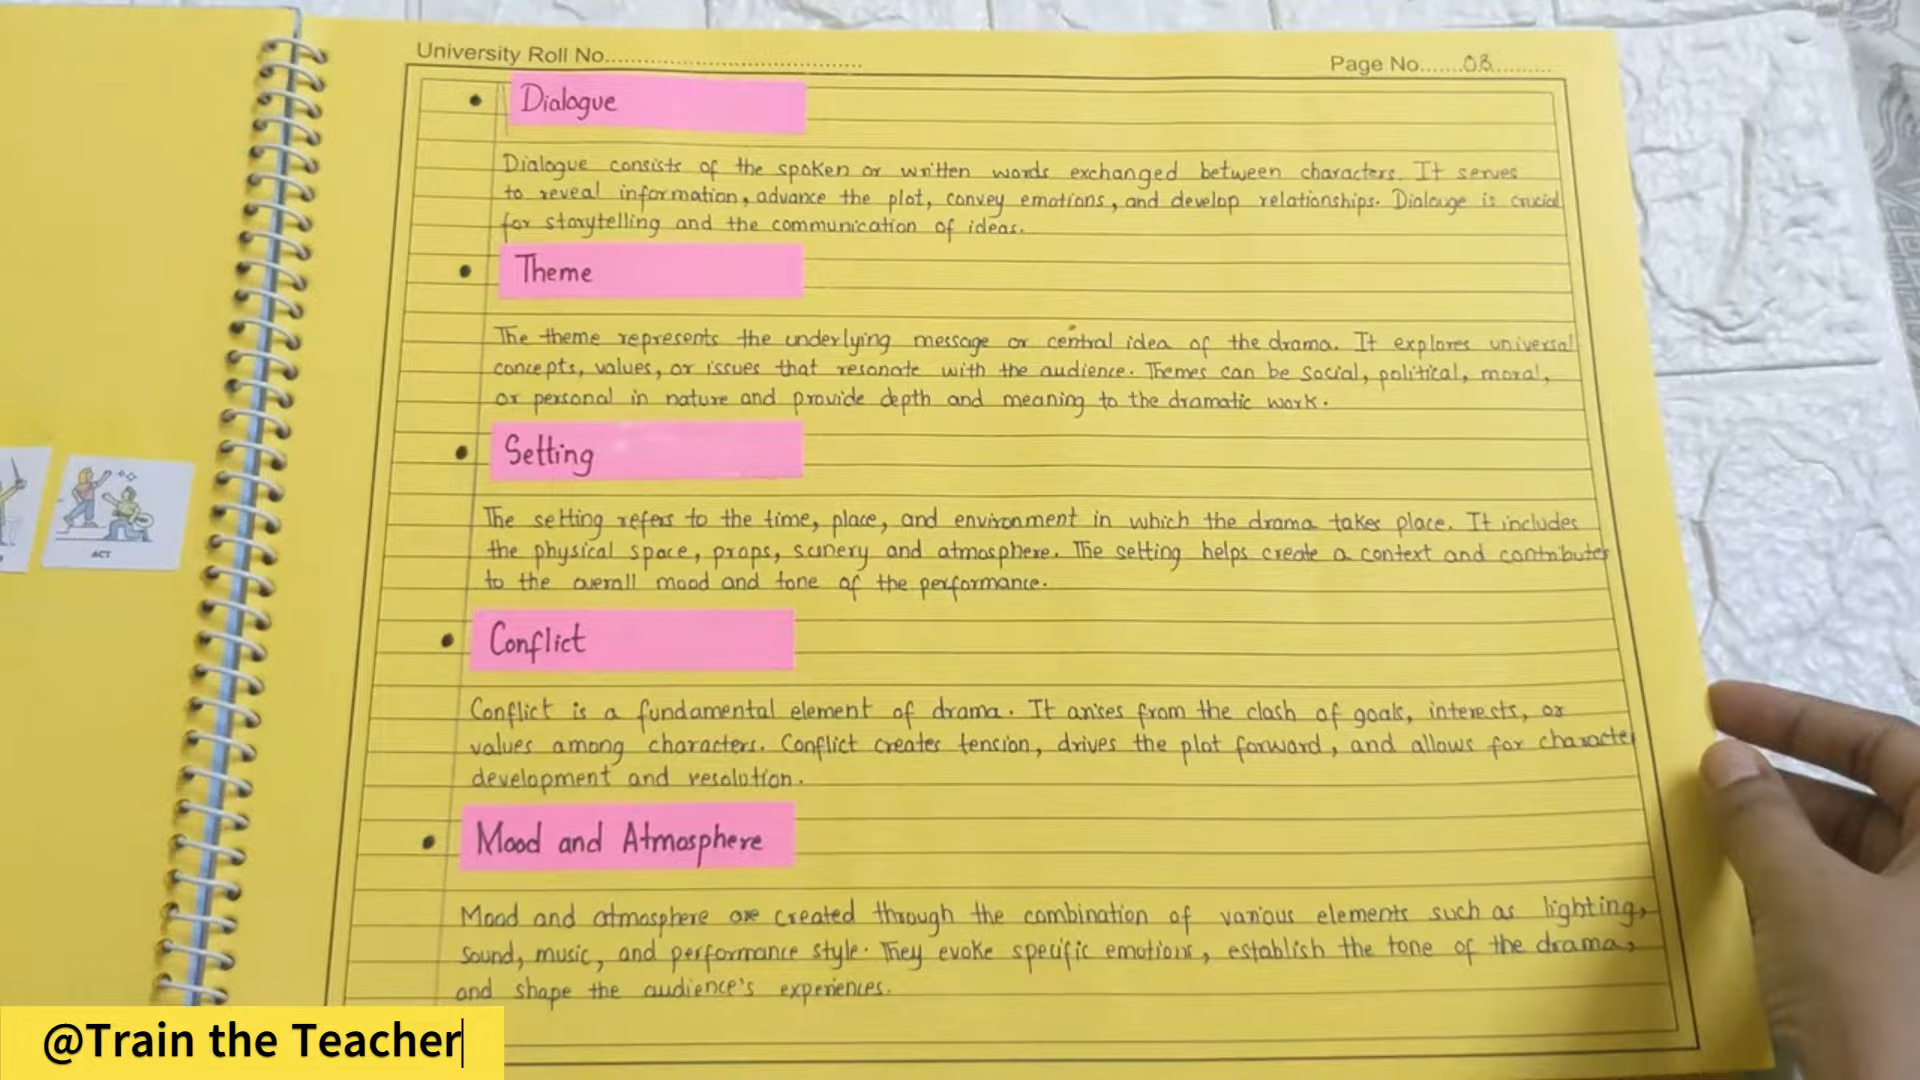 University Roll No.
Page No. 08
Dialogue
Dialogue consists of the spoken or written words exchanged between characters. It serves
to reveal information, advance the plot, convey emotions, and develop relationships. Dialouge is crucial
for storytelling and the communication of ideas.
Theme
The theme represents the underlying message or central idea of the drama. It explores universal
concepts, values, or issues that resonate with the audience. Themes can be social, political, moral,
or personal in nature and provide depth and meaning to the dramatic work.
Setting
The setting refers to the time, place, and environment in which the drama takes place. It includes
the physical space, props, scinery and atmosphere. The setting helps create a context and contributes
to the overall mood and tone of the performance.
Conflict
Conflict is a fundamental element of drama. It arises from the clash of goals, interests, or
values among characters. Conflict creates tension, drives the plot forward, and allows for character
development and resolution.
Mood and Atmosphere
Mood and atmosphere are created through the combination of various elements such as lighting,
sound, music, and performance style. They evoke specific emotions, establish the tone of the drama,
and shape the audience's experiences.
ACT
@Train the Teacher